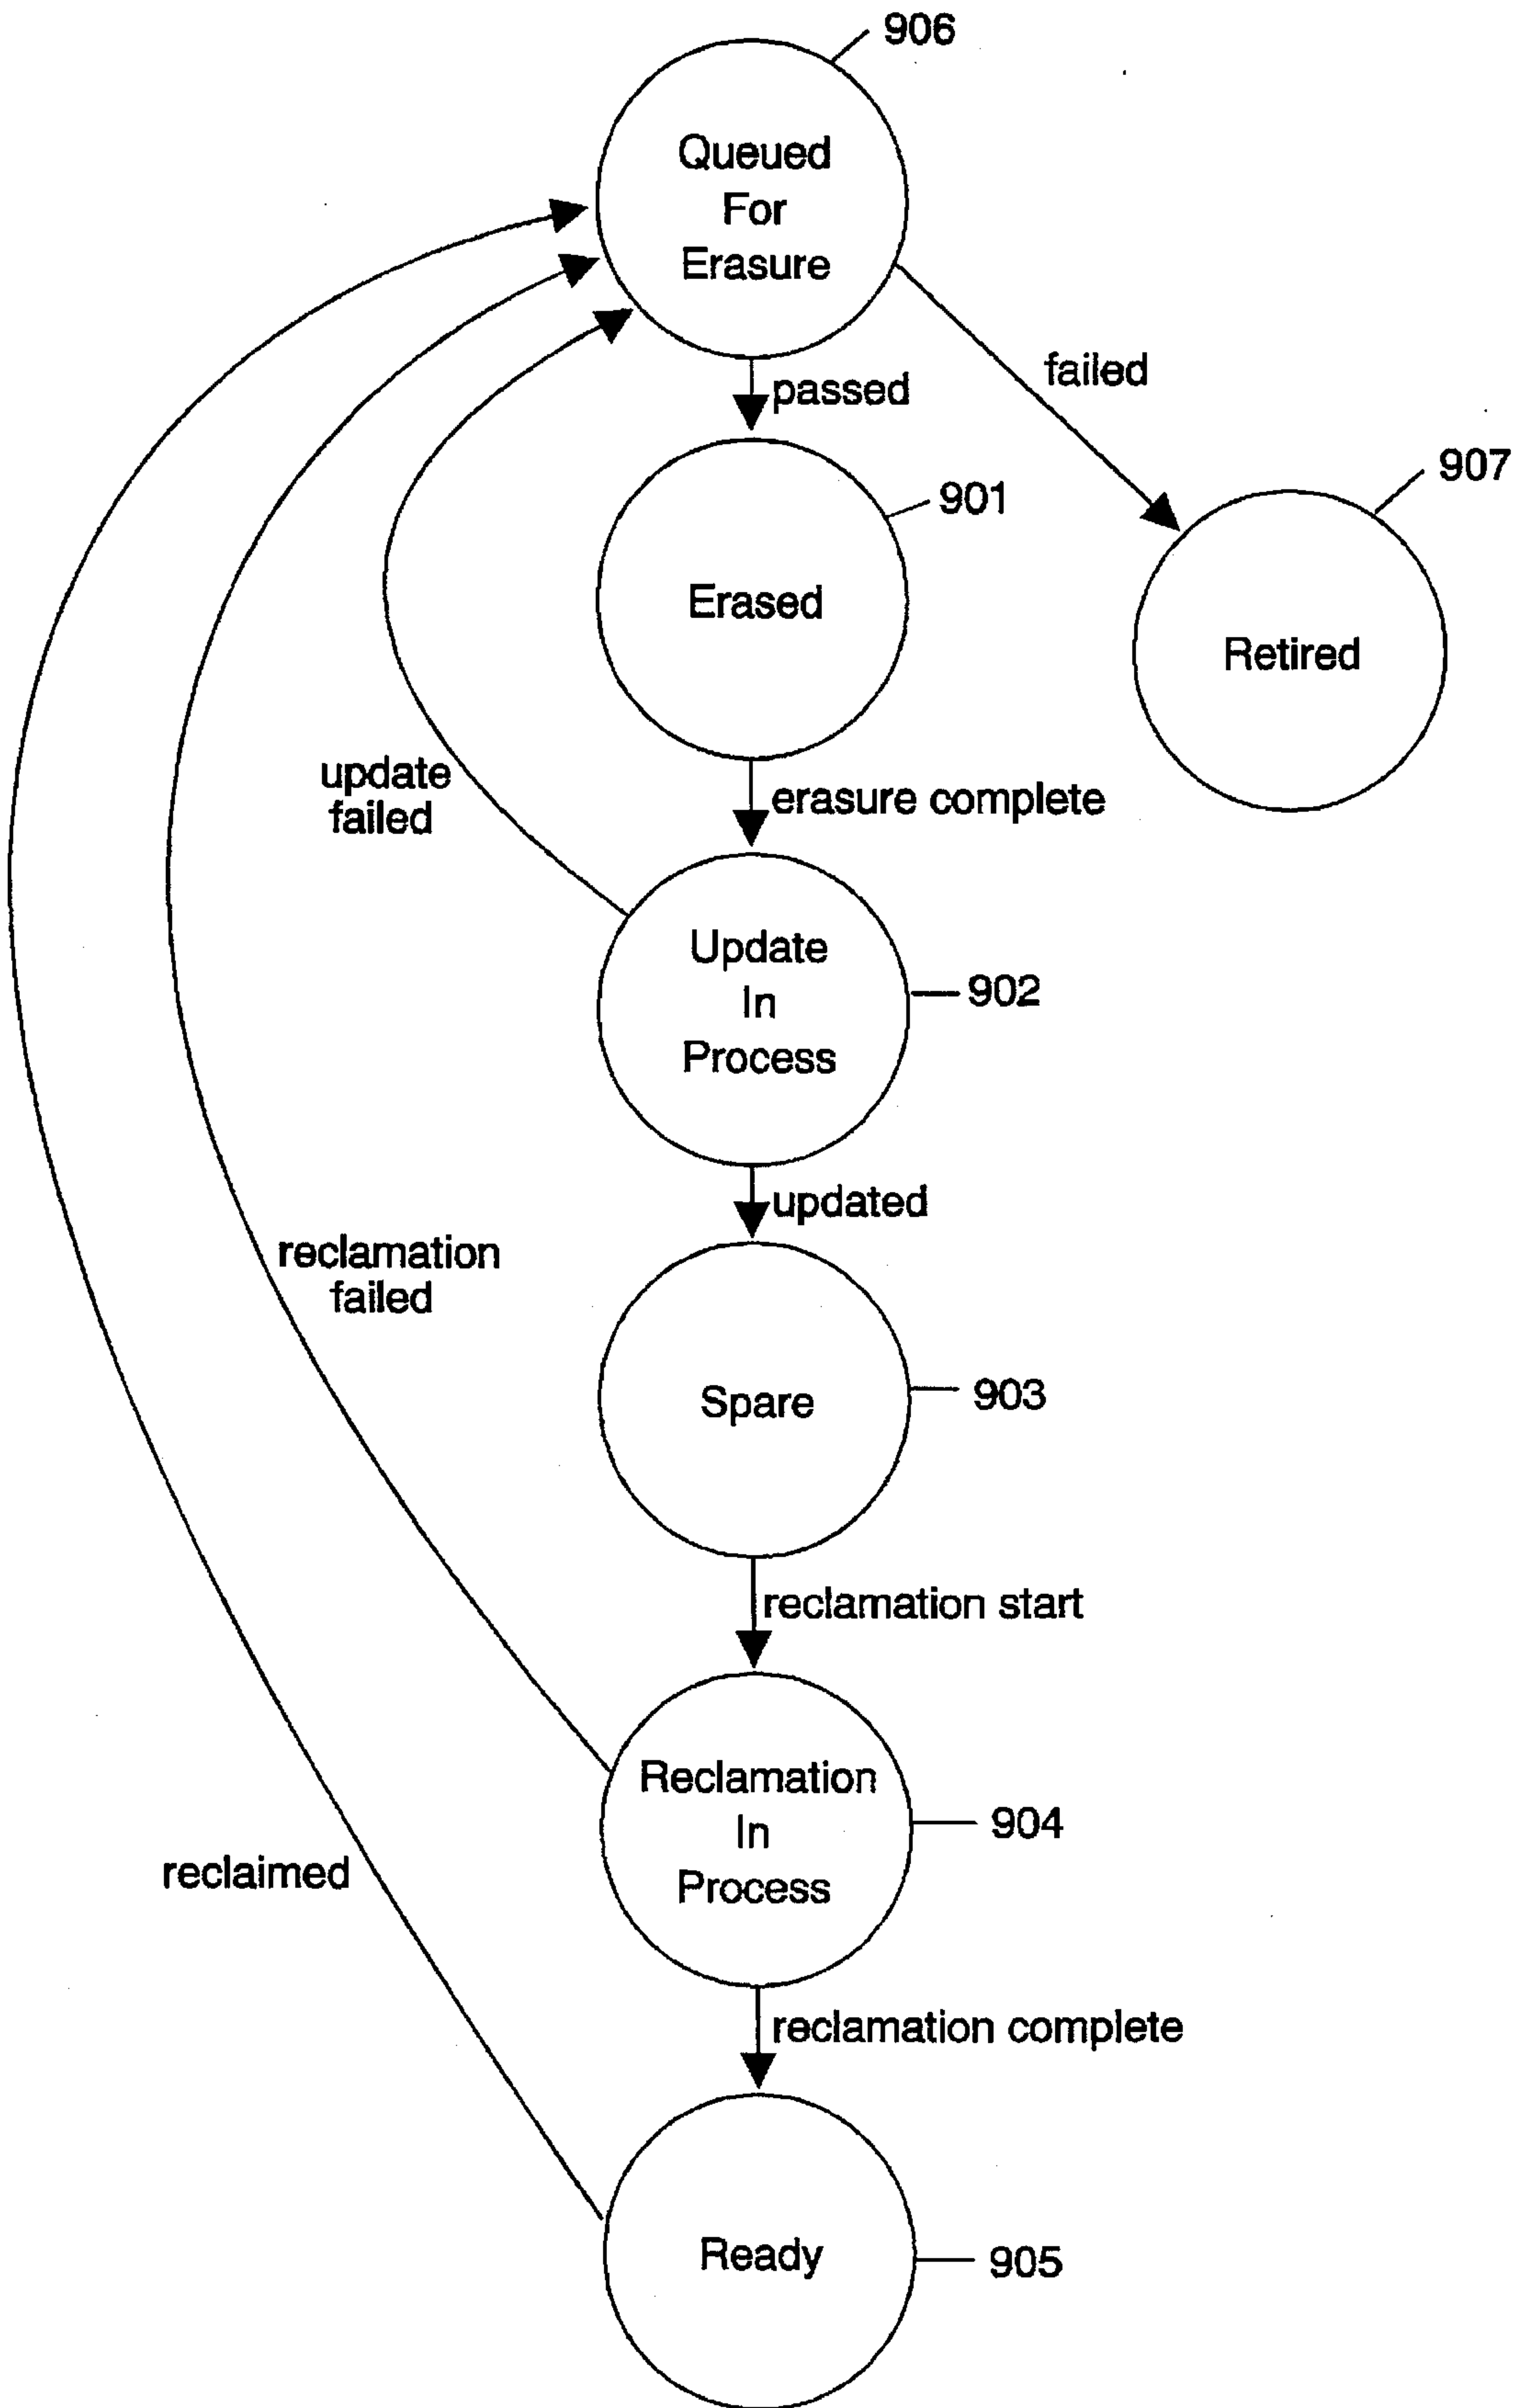 906
Queued
For
Erasure
passed
failed
907
901
Erased
Retired
update
failed
erasure complete
Update
In
Process
902
updated
reclamation
failed
Spare
903
reclamation start
Reclamation
In
Process
904
reclaimed
reclamation complete
Ready
905